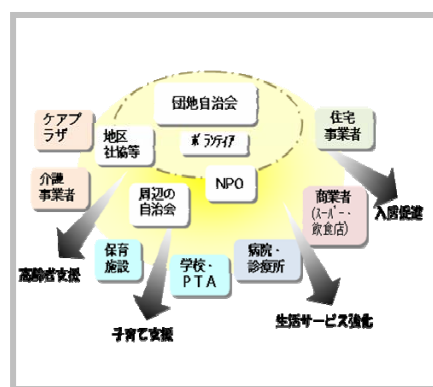 団地自治会
ケアプ
ラザ
地区
社協等
ボランティア
住宅
事業者
介護
事業者
周辺の
自治会
NPO
商業者
(スーパー・
飲食店)
入居促進
保育
施設
学校・
PTA
病院・
診療所
高齢者支援
子育て支援
生活サービス強化